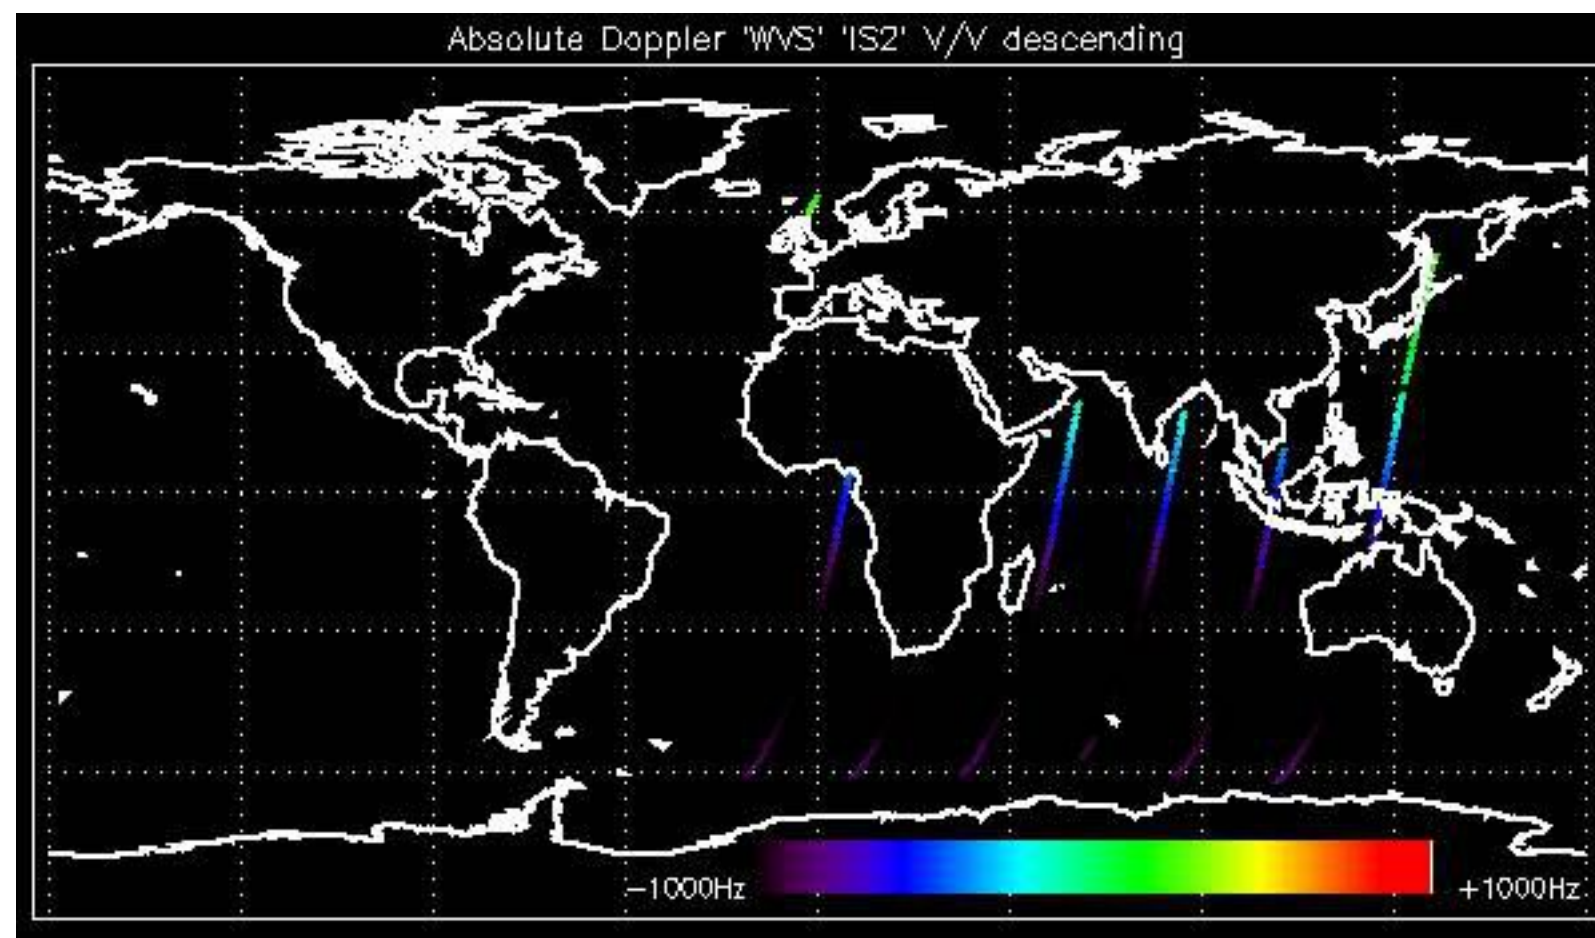 Absolute Doppler 'WVS' 'IS2' V/V descending
−1000Hz
+1000Hz